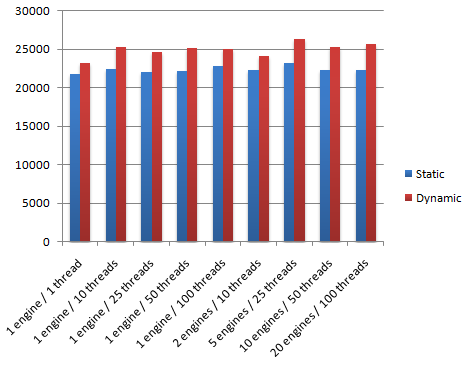 30000
25000
20000
15000
10000
5000
0
Static
Dynamic
1 engine / 1 thread
1 engine / 10 threads
1 engine / 25 threads
1 engine / 50 threads
1 engine / 100 threads
2 engines / 10 threads
5 engines / 25 threads
10 engines / 50 threads
20 engines / 100 threads